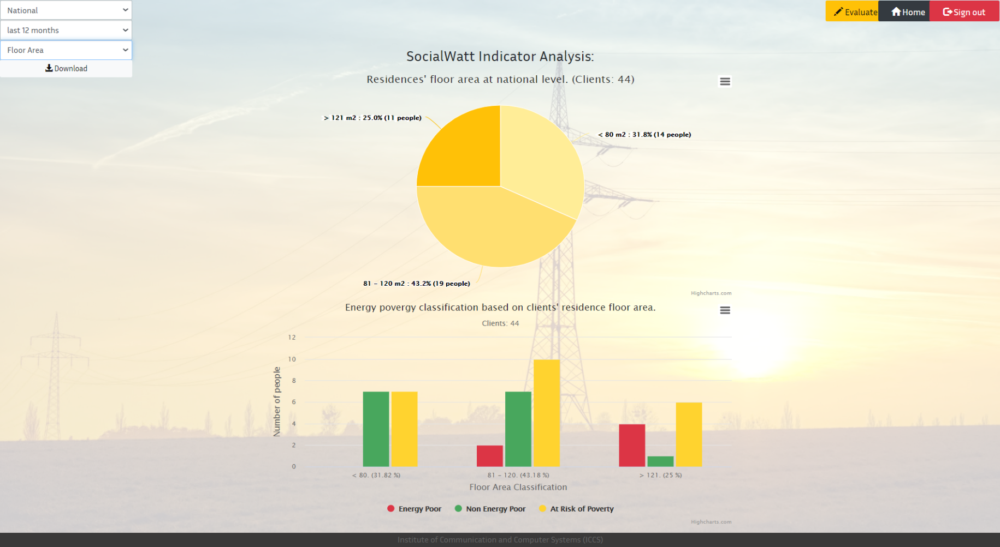 National
last 12 months
Floor Area
Download
Evaluate
Home
Sign out
SocialWatt Indicator Analysis:
Residences' floor area at national level. (Clients: 44)
> 121 m2 : 25.0% (11 people)
< 80 m2 : 31.8% (14 people)
81 – 120 m2 : 43.2% (19 people)
Highcharts.com
Energy povergy classification based on clients' residence floor area.
Clients: 44
Number of people
12
10
8
6
4
2
0
< 80. (31.82 %)
81 – 120. (43.18 %)
> 121. (25 %)
Floor Area Classification
Energy Poor
Non Energy Poor
At Risk of Poverty
Highcharts.com
Institute of Communication and Computer Systems (ICCS)